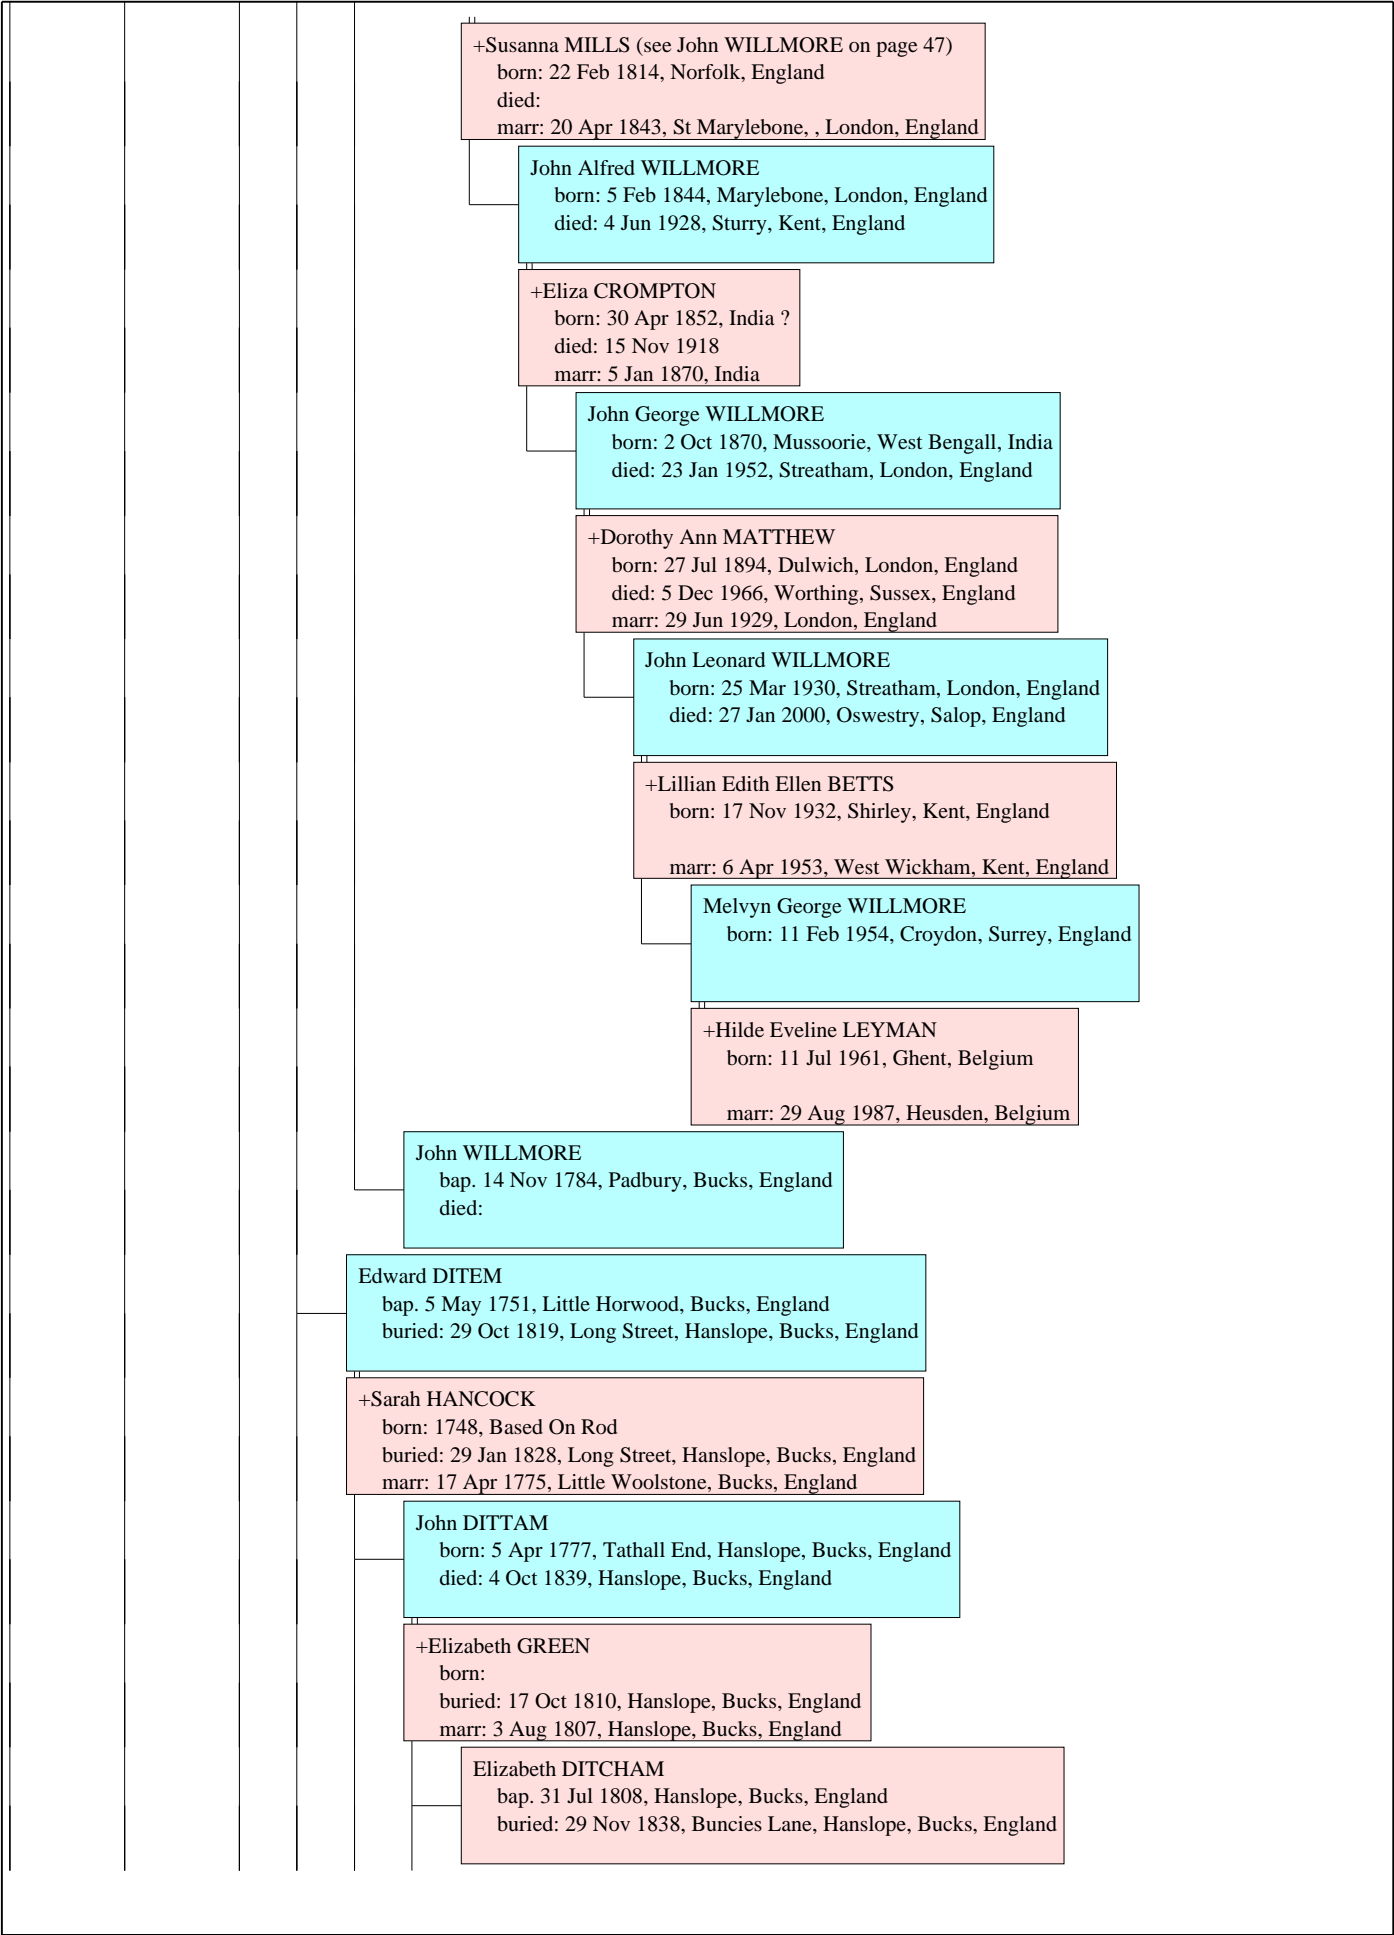 +Susanna MILLS (see John WILLMORE on page 47)
born: 22 Feb 1814, Norfolk, England
died:
marr: 20 Apr 1843, St Marylebone, , London, England
John Alfred WILLMORE
born: 5 Feb 1844, Marylebone, London, England
died: 4 Jun 1928, Sturry, Kent, England
+Eliza CROMPTON
born: 30 Apr 1852, India ?
died: 15 Nov 1918
marr: 5 Jan 1870, India
John George WILLMORE
born: 2 Oct 1870, Mussoorie, West Bengall, India
died: 23 Jan 1952, Streatham, London, England
+Dorothy Ann MATTHEW
born: 27 Jul 1894, Dulwich, London, England
died: 5 Dec 1966, Worthing, Sussex, England
marr: 29 Jun 1929, London, England
John Leonard WILLMORE
born: 25 Mar 1930, Streatham, London, England
died: 27 Jan 2000, Oswestry, Salop, England
+Lillian Edith Ellen BETTS
born: 17 Nov 1932, Shirley, Kent, England
marr: 6 Apr 1953, West Wickham, Kent, England
Melvyn George WILLMORE
born: 11 Feb 1954, Croydon, Surrey, England
+Hilde Eveline LEYMAN
born: 11 Jul 1961, Ghent, Belgium
marr: 29 Aug 1987, Heusden, Belgium
John WILLMORE
bap. 14 Nov 1784, Padbury, Bucks, England
died:
Edward DITEM
bap. 5 May 1751, Little Horwood, Bucks, England
buried: 29 Oct 1819, Long Street, Hanslope, Bucks, England
+Sarah HANCOCK
born: 1748, Based On Rod
buried: 29 Jan 1828, Long Street, Hanslope, Bucks, England
marr: 17 Apr 1775, Little Woolstone, Bucks, England
John DITTAM
born: 5 Apr 1777, Tathall End, Hanslope, Bucks, England
died: 4 Oct 1839, Hanslope, Bucks, England
+Elizabeth GREEN
born:
buried: 17 Oct 1810, Hanslope, Bucks, England
marr: 3 Aug 1807, Hanslope, Bucks, England
Elizabeth DITCHAM
bap. 31 Jul 1808, Hanslope, Bucks, England
buried: 29 Nov 1838, Buncies Lane, Hanslope, Bucks, England